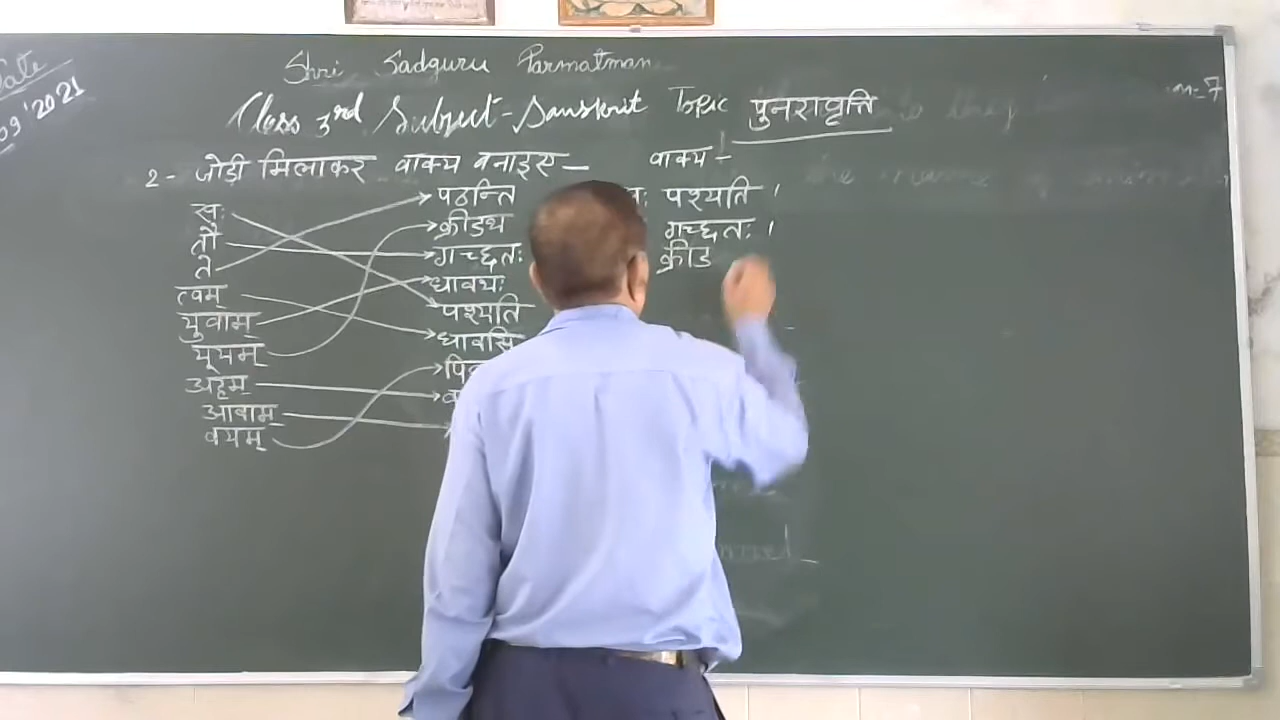 Date
09'2021
Shri Sadguru Parmatman
Class 3rd Subject-Sanskrit Topic पुनरावृत्ति
2- जोड़ी मिलाकर वाक्य बनाइए—
सः
तौ
ते
त्वम्
युवाम्
यूयम्
अहम्
आवाम्
वयम्
पठन्ति
क्रीडथ
गच्छतः
धावथः
पश्यति
धावसि
वाक्य-
पश्यति ।
गच्छतः ।
क्रीड